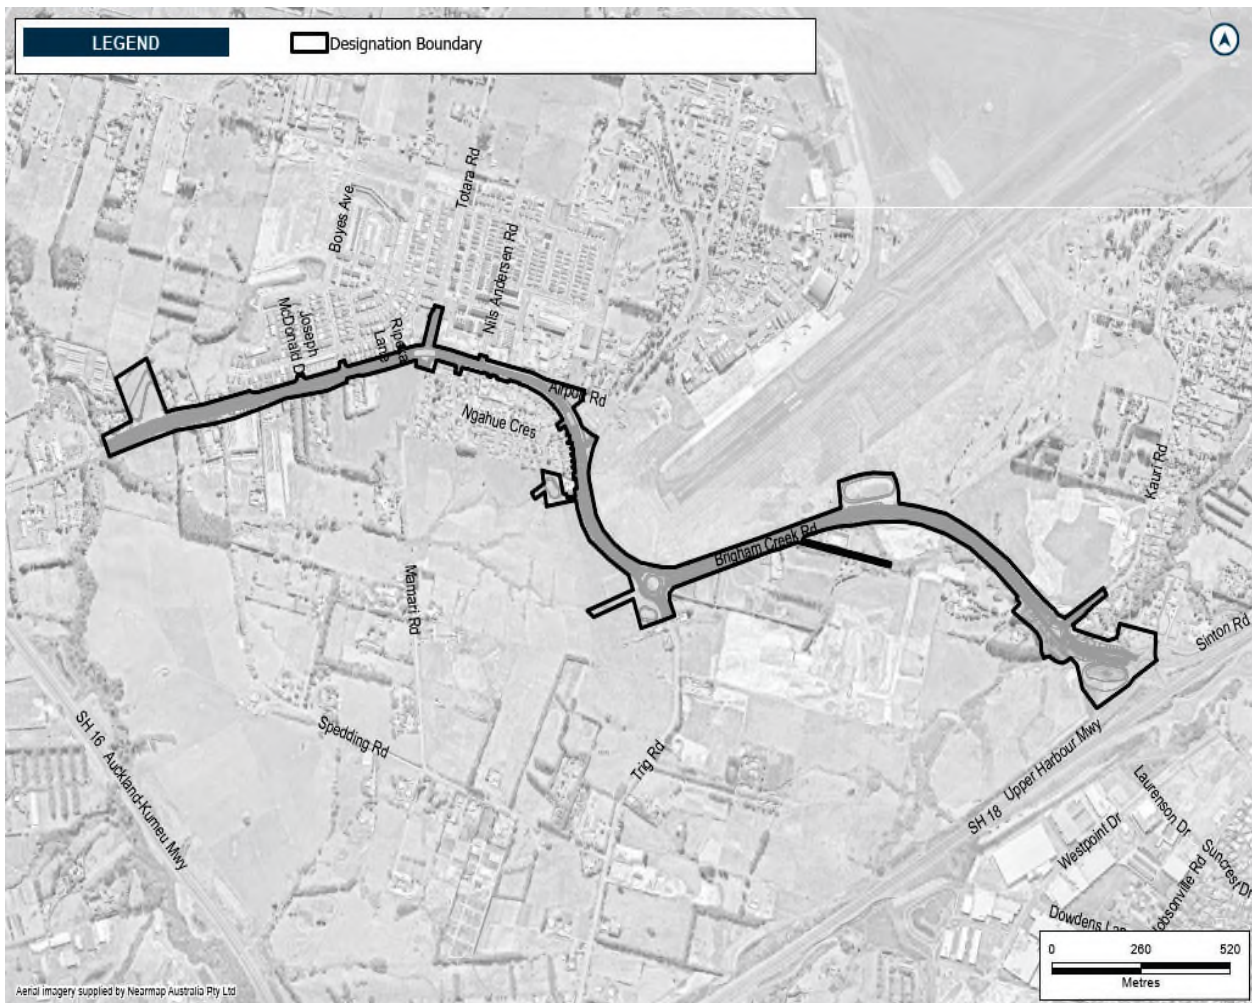 LEGEND
Designation Boundary
Totara Rd
Boyes Ave
Nils Andersen Rd
Joseph
McDonald D
Ripeka
Lane
Airport Rd
Ngahue Cres
Kauri Rd
Brigham Creek Rd
Mamari Rd
Sinton Rd
SH 16 Auckland-Kumeu Mwy
Spedding Rd
Trig Rd
SH 18 Upper Harbour Mwy
Laurenson Dr
Westpoint Dr
Suncrest Dr
Hobsonville Rd
Dowdens La
0 260 520
Metres
Aerial imagery supplied by Nearmap Australia Pty Ltd